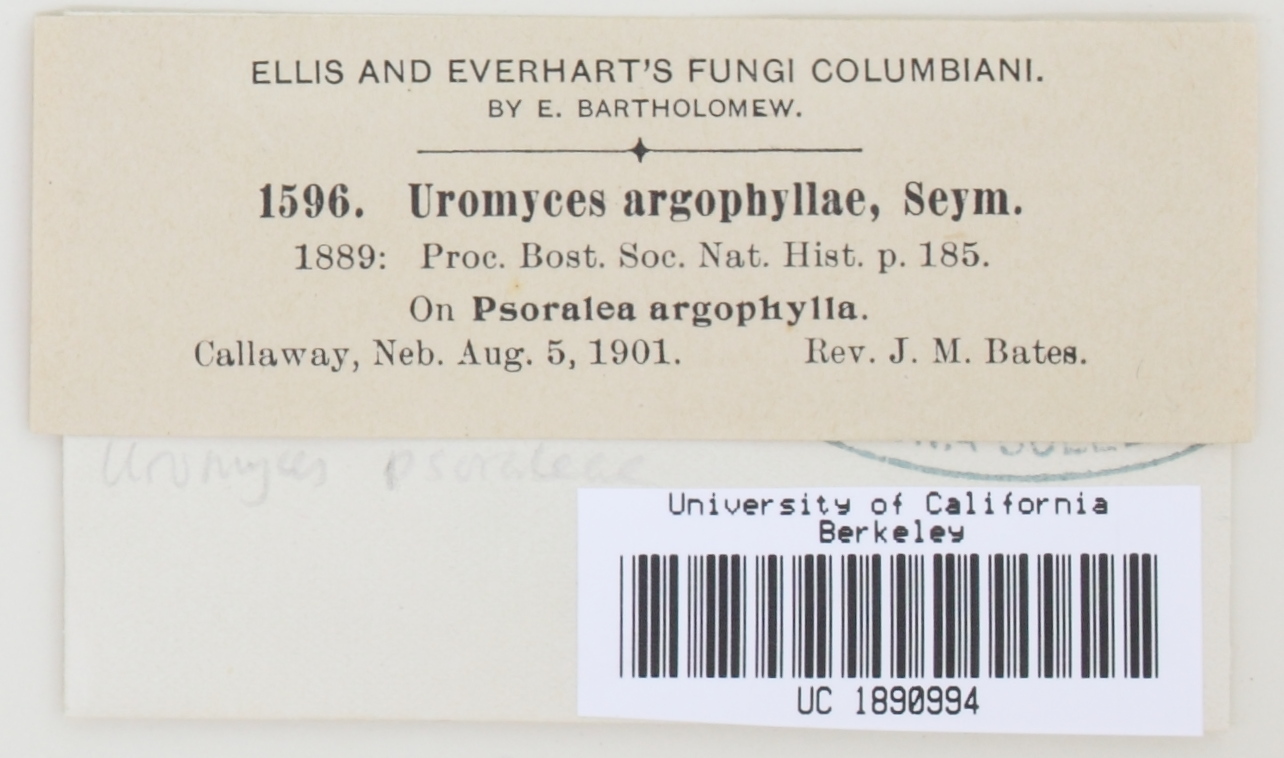 ELLIS AND EVERHART'S FUNGI COLUMBIANI.
BY E. BARTHOLOMEW.
1596. Uromyces argophyllae, Seym.
1889: Proc. Bost. Soc. Nat. Hist. p. 185.
On Psoralea argophylla.
Callaway, Neb. Aug. 5, 1901. Rev. J. M. Bates.
Uromyces psoraleae
University of California
Berkeley
UC 1890994